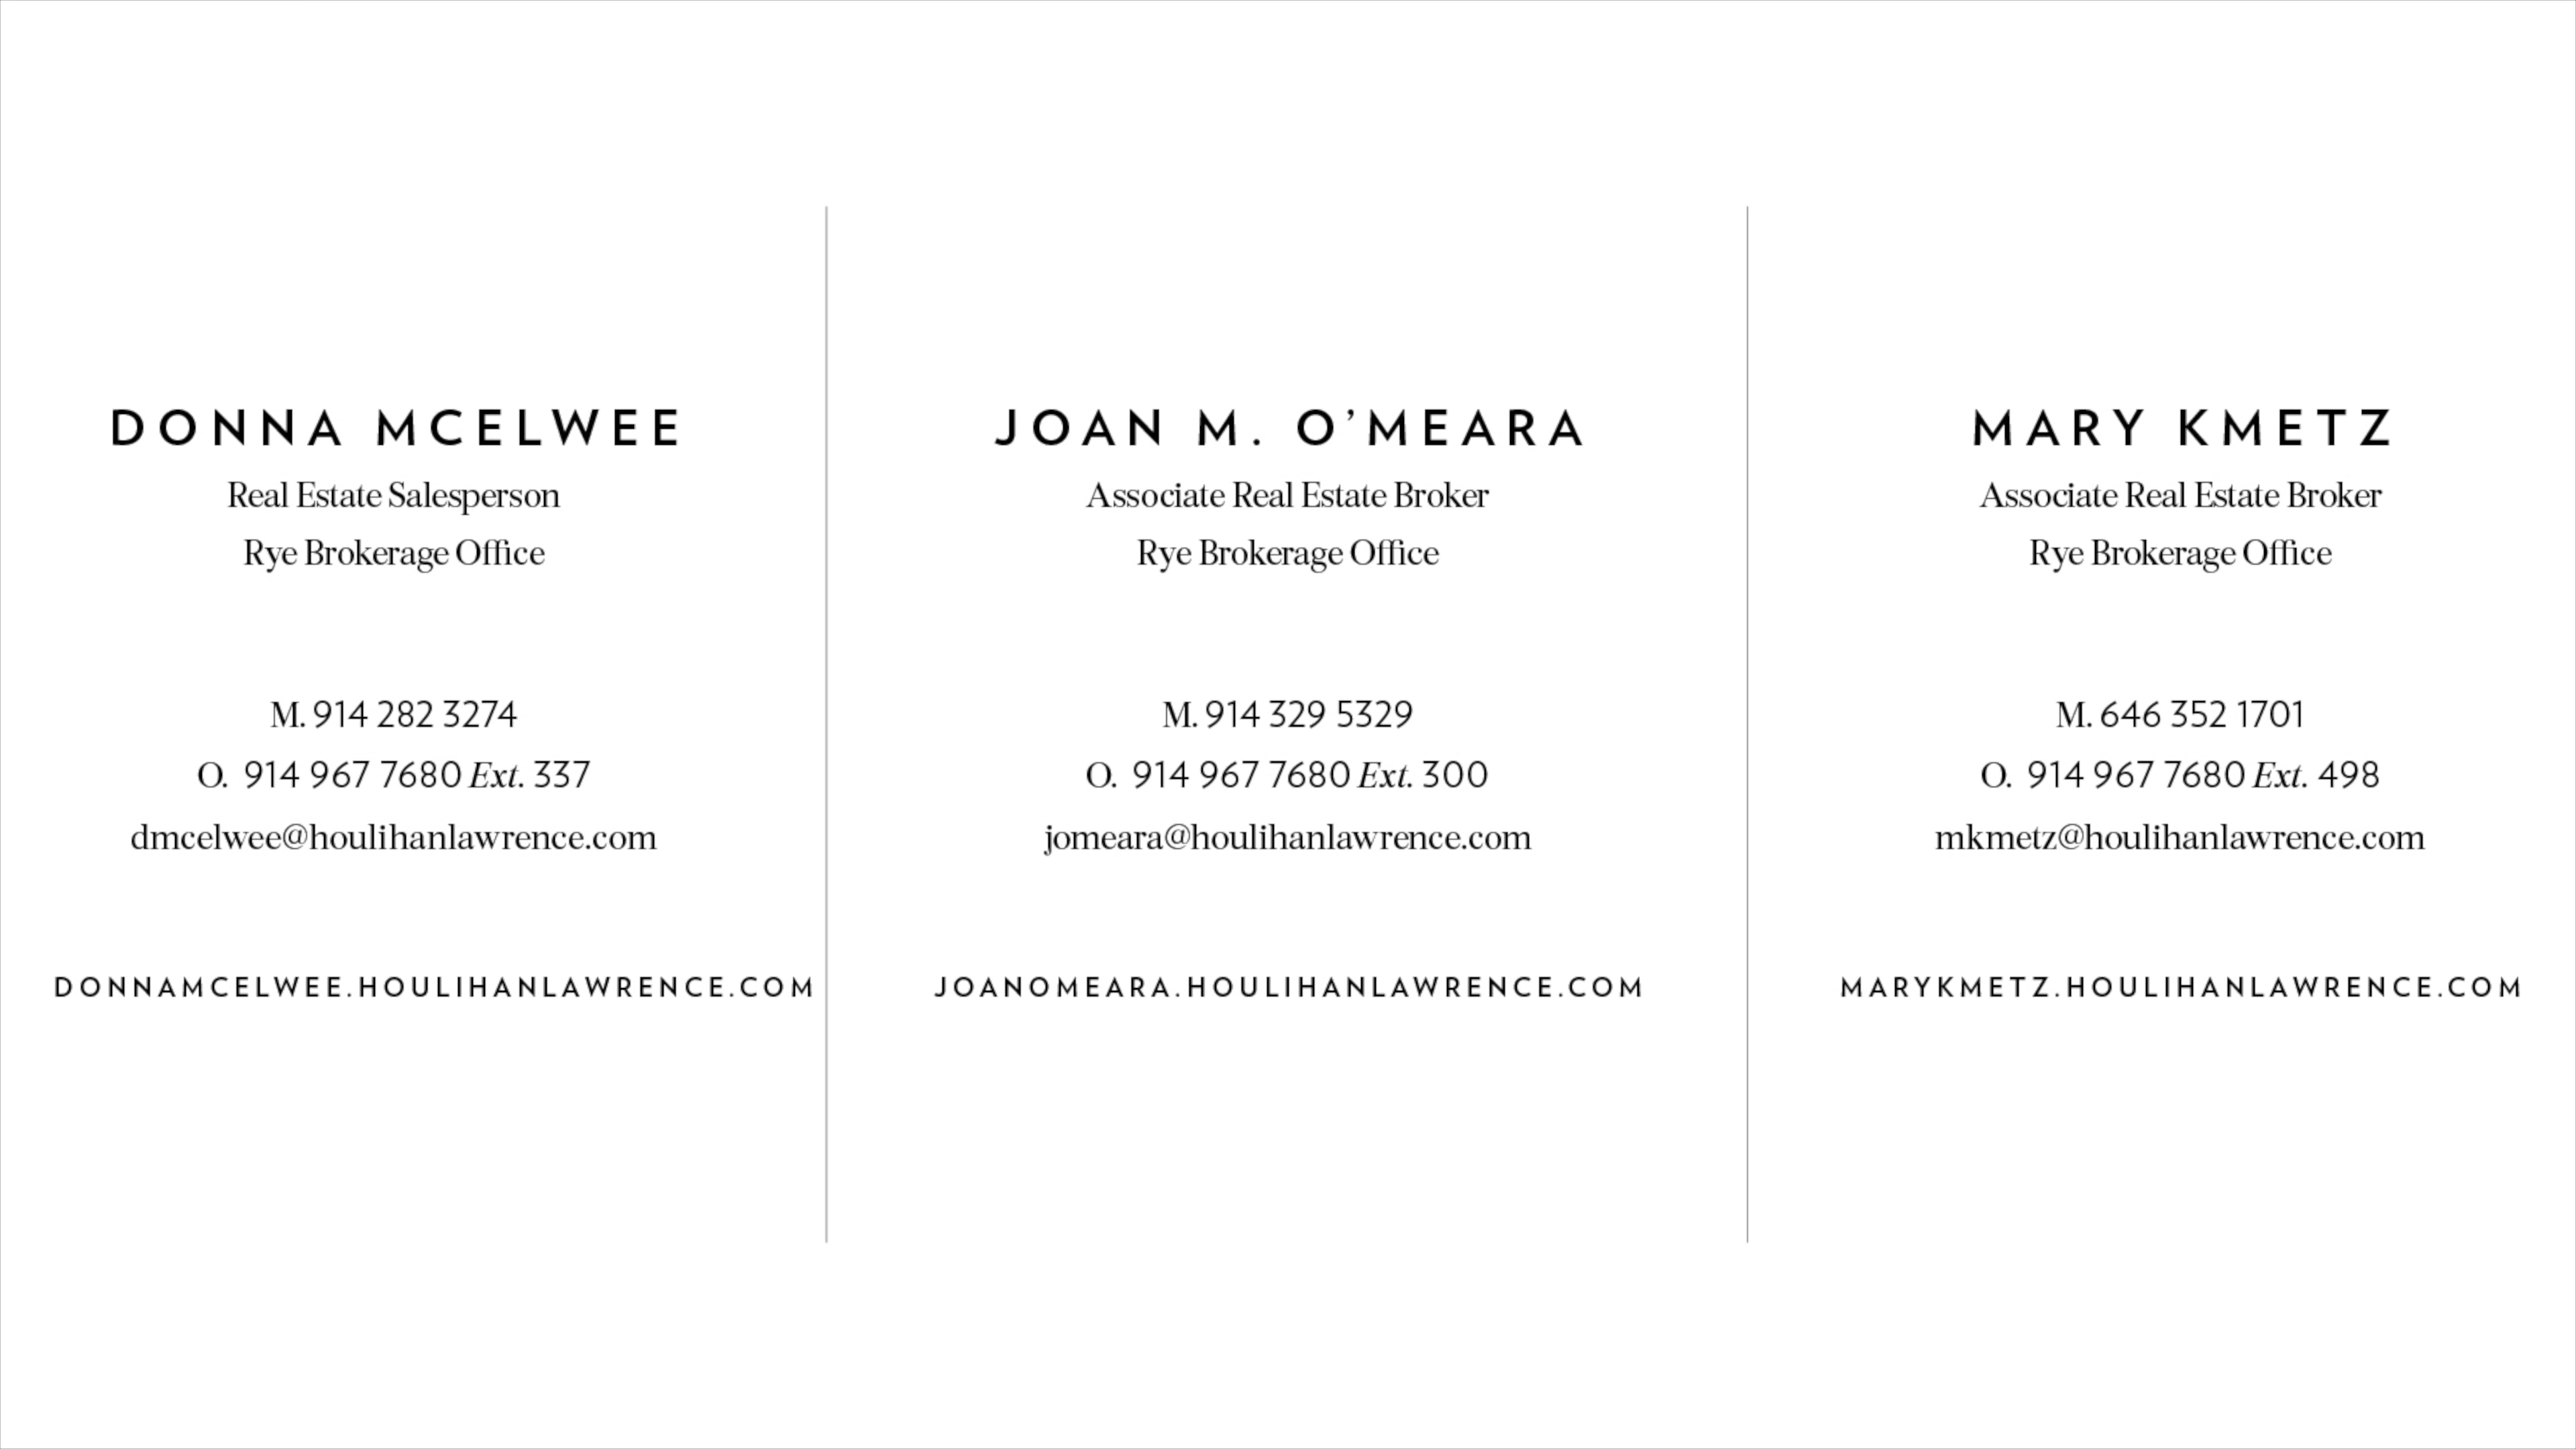 DONNA MCELWEE
Real Estate Salesperson
Rye Brokerage Office
M. 914 282 3274
O. 914 967 7680 Ext. 337
dmcelwee@houlihanlawrence.com
DONNAMCELWEE.HOULIHANLAWRENCE.COM
JOAN M. O’MEARA
Associate Real Estate Broker
Rye Brokerage Office
M. 914 329 5329
O. 914 967 7680 Ext. 300
jomeara@houlihanlawrence.com
JOANOMEARA.HOULIHANLAWRENCE.COM
MARY KMETZ
Associate Real Estate Broker
Rye Brokerage Office
M. 646 352 1701
O. 914 967 7680 Ext. 498
mkmetz@houlihanlawrence.com
MARYKMETZ.HOULIHANLAWRENCE.COM